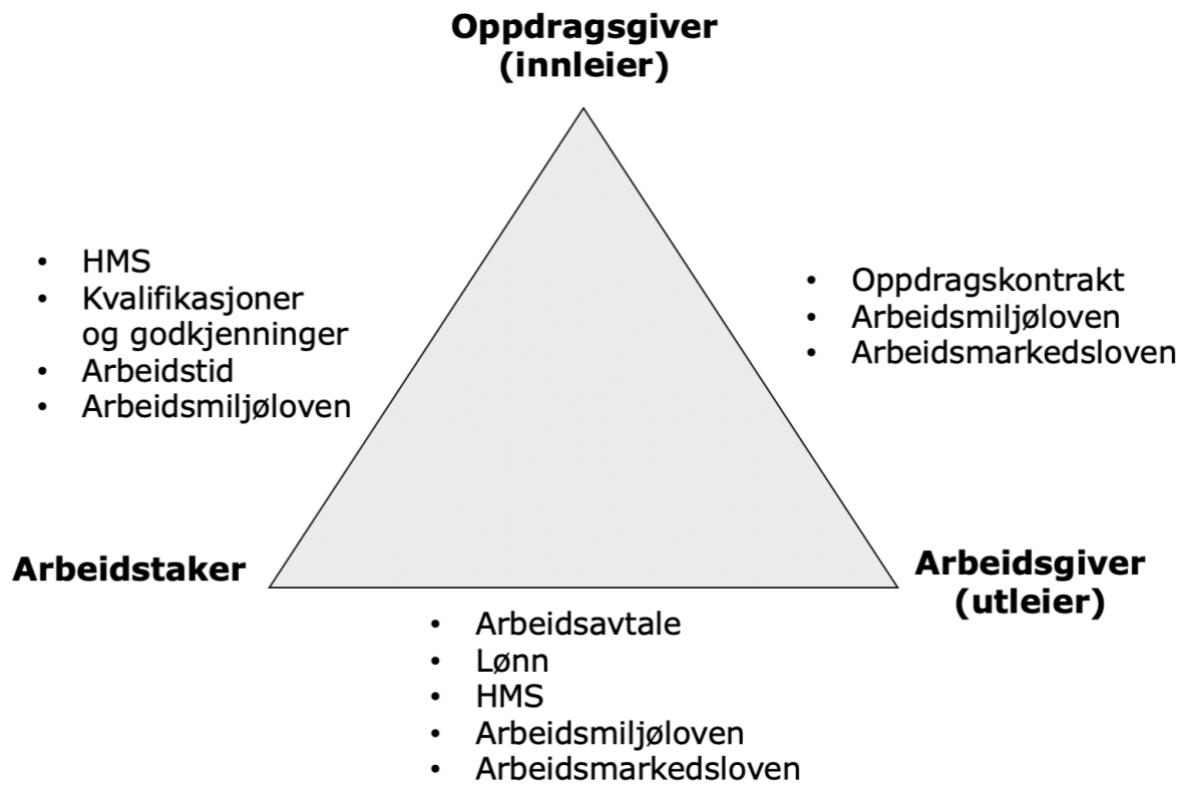 Oppdragsgiver
(innleier)
• HMS
• Kvalifikasjoner
og godkjenninger
• Arbeidstid
• Arbeidsmiljøloven
• Oppdragskontrakt
• Arbeidsmiljøloven
• Arbeidsmarkedsloven
Arbeidstaker
Arbeidsgiver
(utleier)
• Arbeidsavtale
• Lønn
• HMS
• Arbeidsmiljøloven
• Arbeidsmarkedsloven